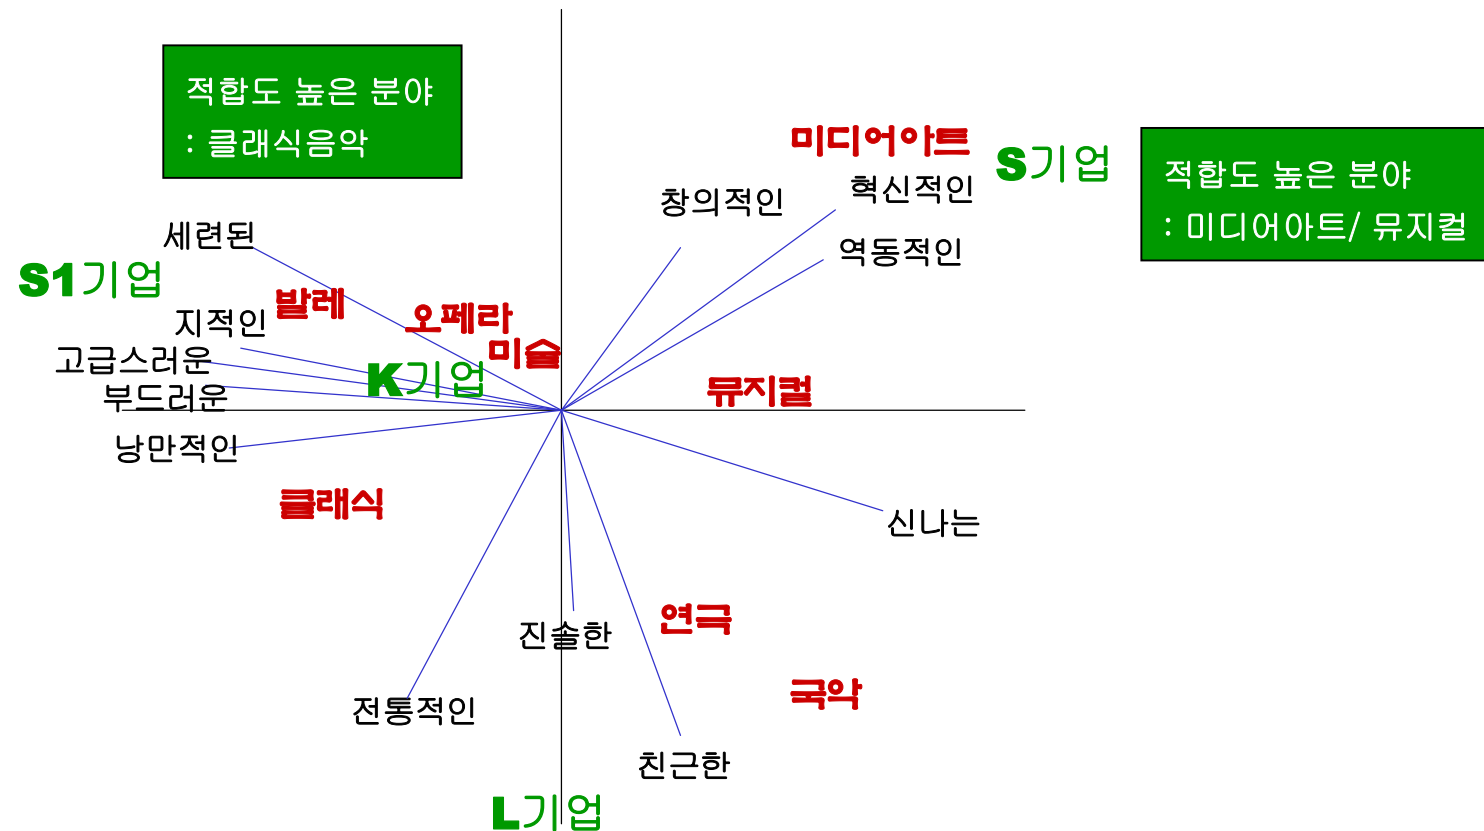 적합도 높은 분야
: 클래식음악
미디어아트
S기업
적합도 높은 분야
: 미디어아트/ 뮤지컬
창의적인
혁신적인
역동적인
세련된
S1기업
발레
오페라
지적인
미술
고급스러운
K기업
부드러운
뮤지컬
낭만적인
클래식
신나는
연극
진솔한
국악
전통적인
친근한
L기업